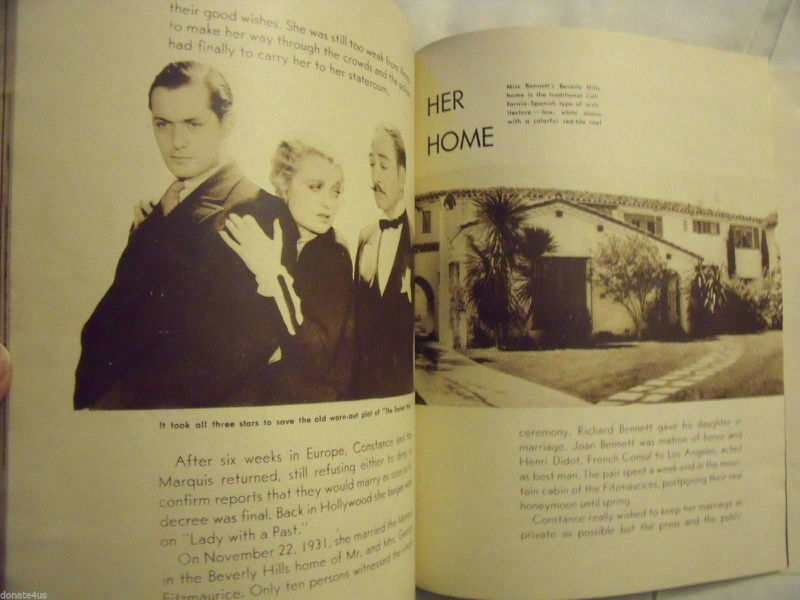 their good wishes. She was still too weak from illness
to make her way through the crowds and the police
had finally to carry her to her stateroom.
It took all three stars to save the old worn-out plot of "The Easiest
After six weeks in Europe, Constance and the
Marquis returned, still refusing either to deny or
confirm reports that they would marry as soon as his
decree was final. Back in Hollywood she began work
on "Lady with a Past."
On November 22, 1931, she married the Marquis
in the Beverly Hills home of Mr. and Mrs. George
Fitzmaurice. Only ten persons witnessed the
HER
HOME
Miss Bennett's Beverly Hills
home is the traditional Cali
fornia-Spanish type of arch
itecture—low, white stucco
with a colorful red-tile roof
ceremony. Richard Bennett gave his daughter in
marriage. Joan Bennett was matron of honor and
Henri Didot, French Consul to Los Angeles, acted
as best man. The pair spent a week-end in the moun-
tain cabin of the Fitzmaurices, postponing their real
honeymoon until spring.
Constance really wished to keep her marriage as
private as possible but the press and the public
donate4us